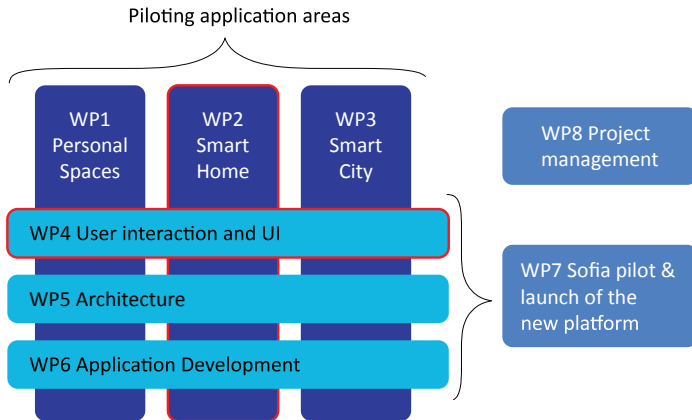 Piloting application areas
WP1
Personal
Spaces
WP2
Smart
Home
WP3
Smart
City
WP8 Project
management
WP4 User interaction and UI
WP5 Architecture
WP6 Application Development
WP7 Sofia pilot &
launch of the
new platform